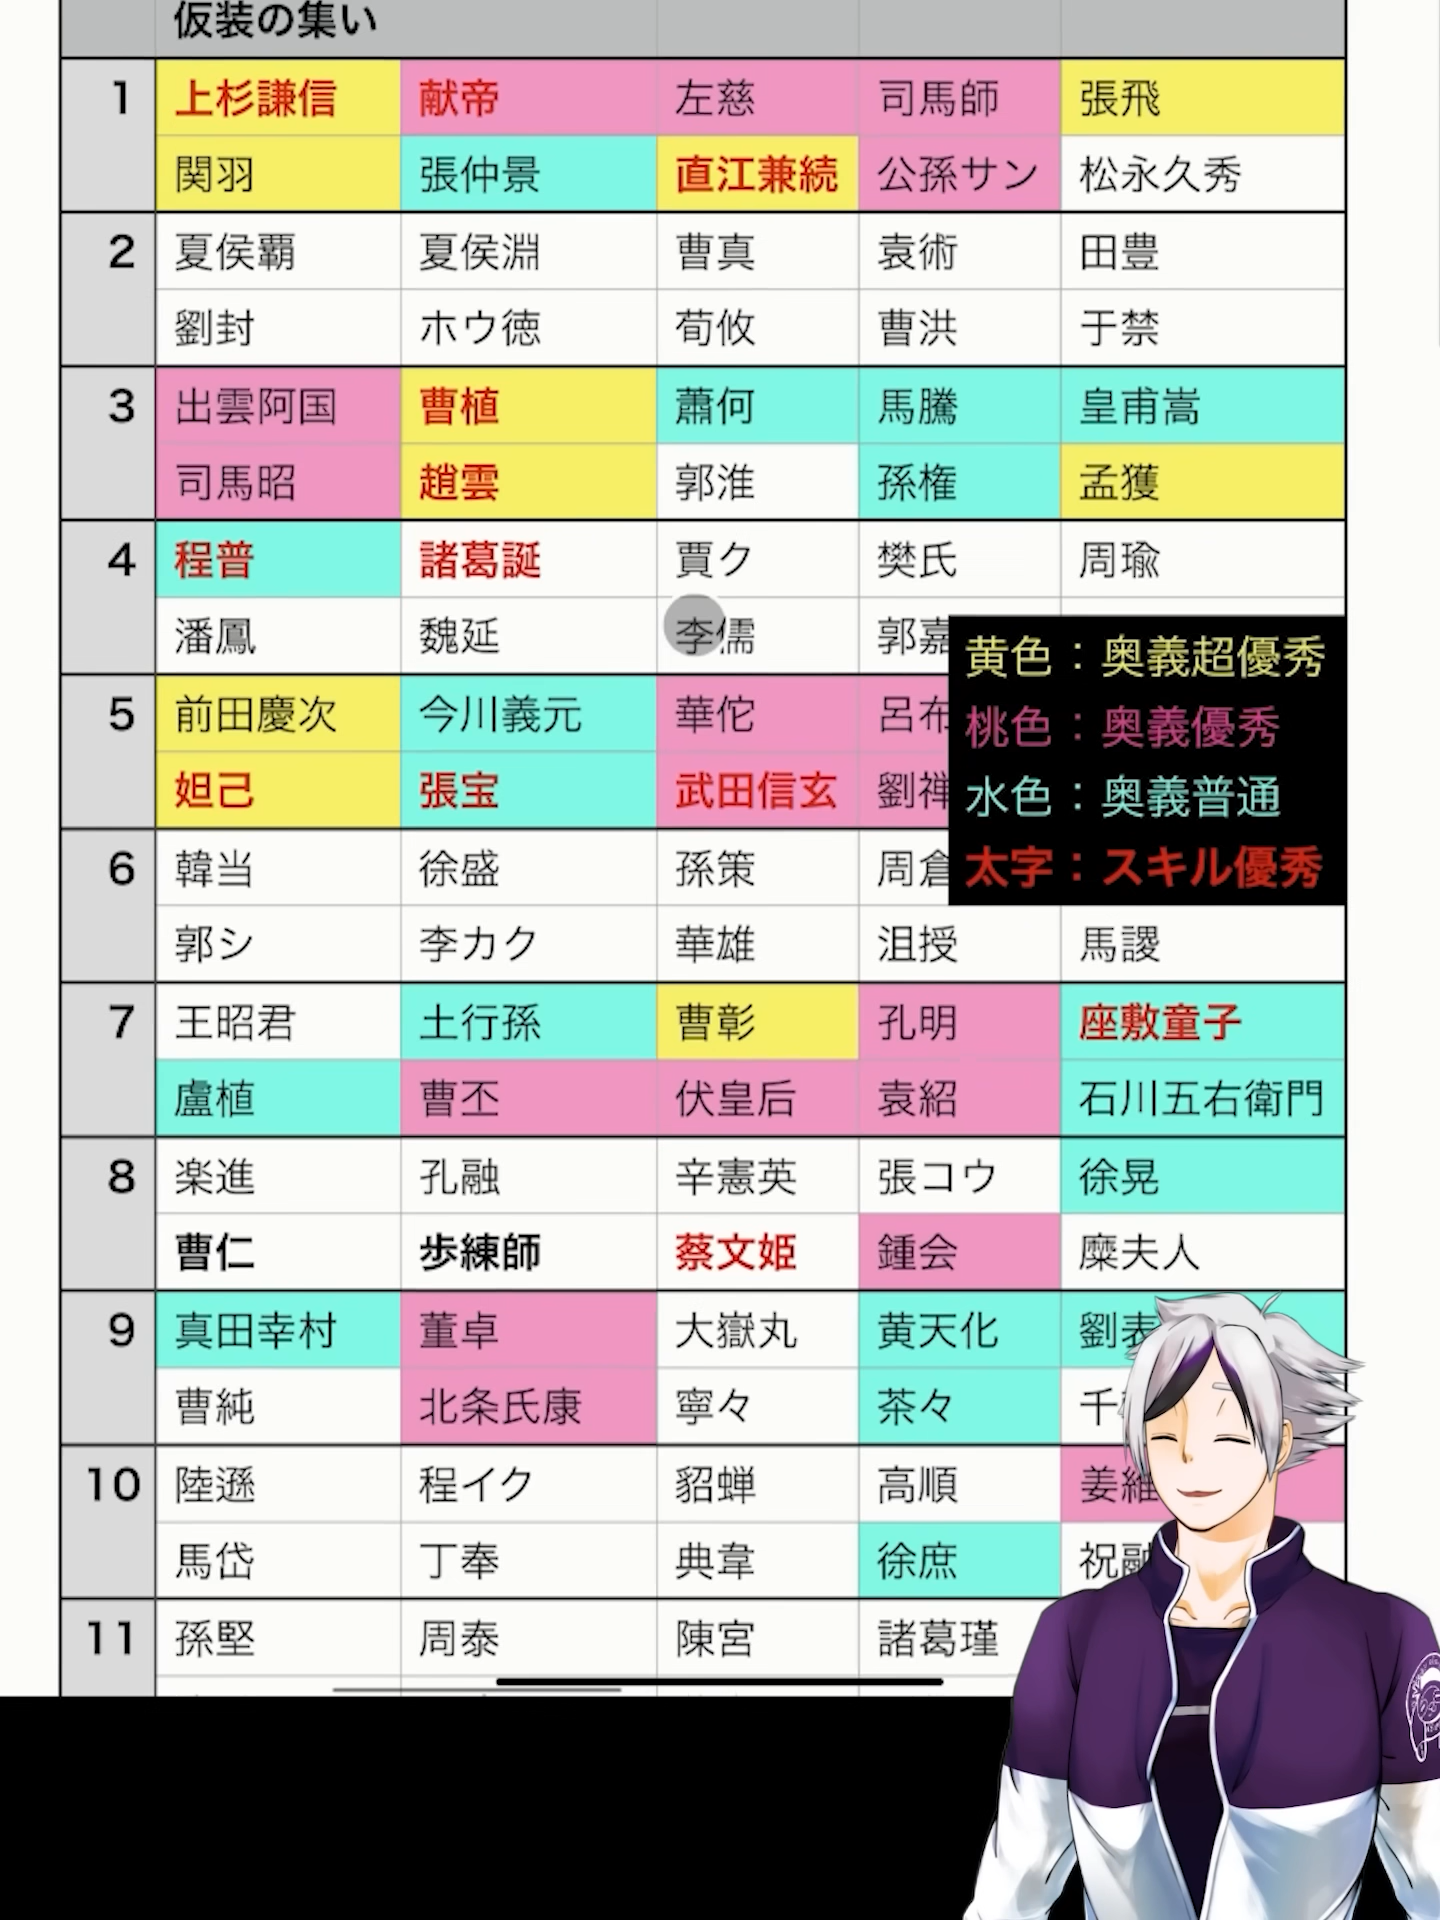 仮装の集い
1 上杉謙信 献帝 左慈 司馬師 張飛
関羽 張仲景 直江兼続 公孫サン 松永久秀
2 夏侯覇 夏侯淵 曹真 袁術 田豊
劉封 ホウ徳 荀攸 曹洪 于禁
3 出雲阿国 曹植 蕭何 馬騰 皇甫嵩
司馬昭 趙雲 郭淮 孫権 孟獲
4 程普 諸葛誕 賈ク 樊氏 周瑜
潘鳳 魏延 李儒 郭嘉
黄色：奥義超優秀
桃色：奥義優秀
水色：奥義普通
太字：スキル優秀
5 前田慶次 今川義元 華佗 呂布
妲己 張宝 武田信玄 劉禅
6 韓当 徐盛 孫策 周倉
郭シ 李カク 華雄 沮授 馬謖
7 王昭君 土行孫 曹彰 孔明 座敷童子
盧植 曹丕 伏皇后 袁紹 石川五右衛門
8 楽進 孔融 辛憲英 張コウ 徐晃
曹仁 歩練師 蔡文姫 鍾会 糜夫人
9 真田幸村 董卓 大嶽丸 黄天化 劉表
曹純 北条氏康 寧々 茶々 千
10 陸遜 程イク 貂蝉 高順 姜維
馬岱 丁奉 典韋 徐庶 祝融
11 孫堅 周泰 陳宮 諸葛瑾